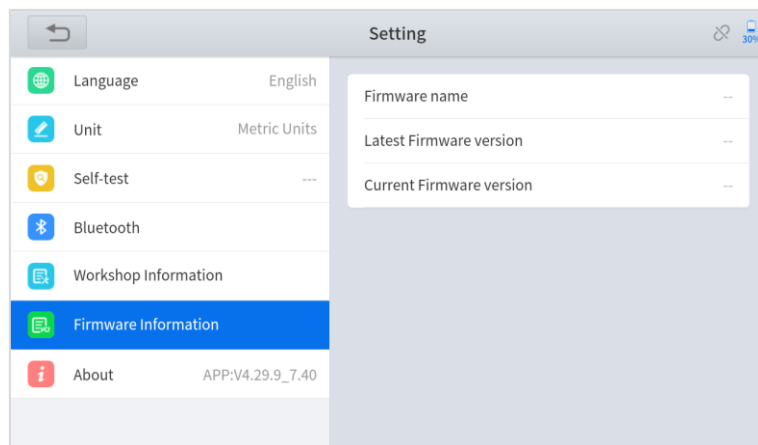 Setting
30%
Language English
Unit Metric Units
Self-test ---
Bluetooth
Workshop Information
Firmware Information
About APP:V4.29.9_7.40
Firmware name --
Latest Firmware version --
Current Firmware version --